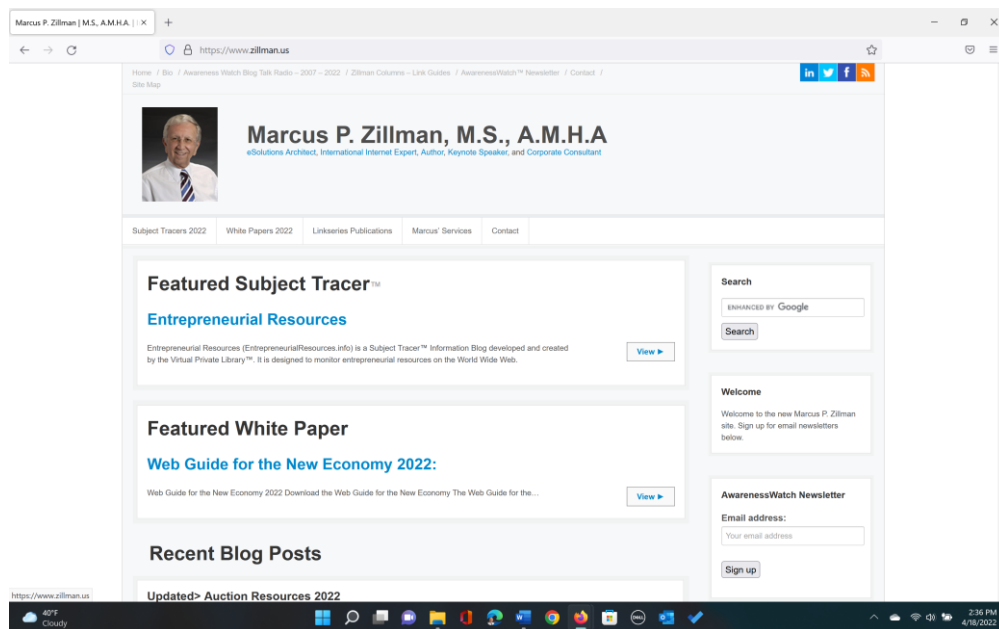 Marcus P. Zillman | M.S., A.M.H.A. |
https://www.zillman.us
Home / Bio / Awareness Watch Blog Talk Radio – 2007 – 2022 / Zillman Columns – Link Guides / AwarenessWatch™ Newsletter / Contact /
Site Map
in
f
Marcus P. Zillman, M.S., A.M.H.A
eSolutions Architect, International Internet Expert, Author, Keynote Speaker, and Corporate Consultant
Subject Tracers 2022
White Papers 2022
Linkseries Publications
Marcus' Services
Contact
Featured Subject Tracer™
Entrepreneurial Resources
Entrepreneurial Resources (EntrepreneurialResources.info) is a Subject Tracer™ Information Blog developed and created
by the Virtual Private Library™. It is designed to monitor entrepreneurial resources on the World Wide Web.
View ►
Featured White Paper
Web Guide for the New Economy 2022:
Web Guide for the New Economy 2022 Download the Web Guide for the New Economy The Web Guide for the…
View ►
Recent Blog Posts
Updated> Auction Resources 2022
Search
ENHANCED BY Google
Search
Welcome
Welcome to the new Marcus P. Zillman
site. Sign up for email newsletters
below.
AwarenessWatch Newsletter
Email address:
Your email address
Sign up
https://www.zillman.us
40°F
Cloudy
DELL
2:36 PM
4/18/2022